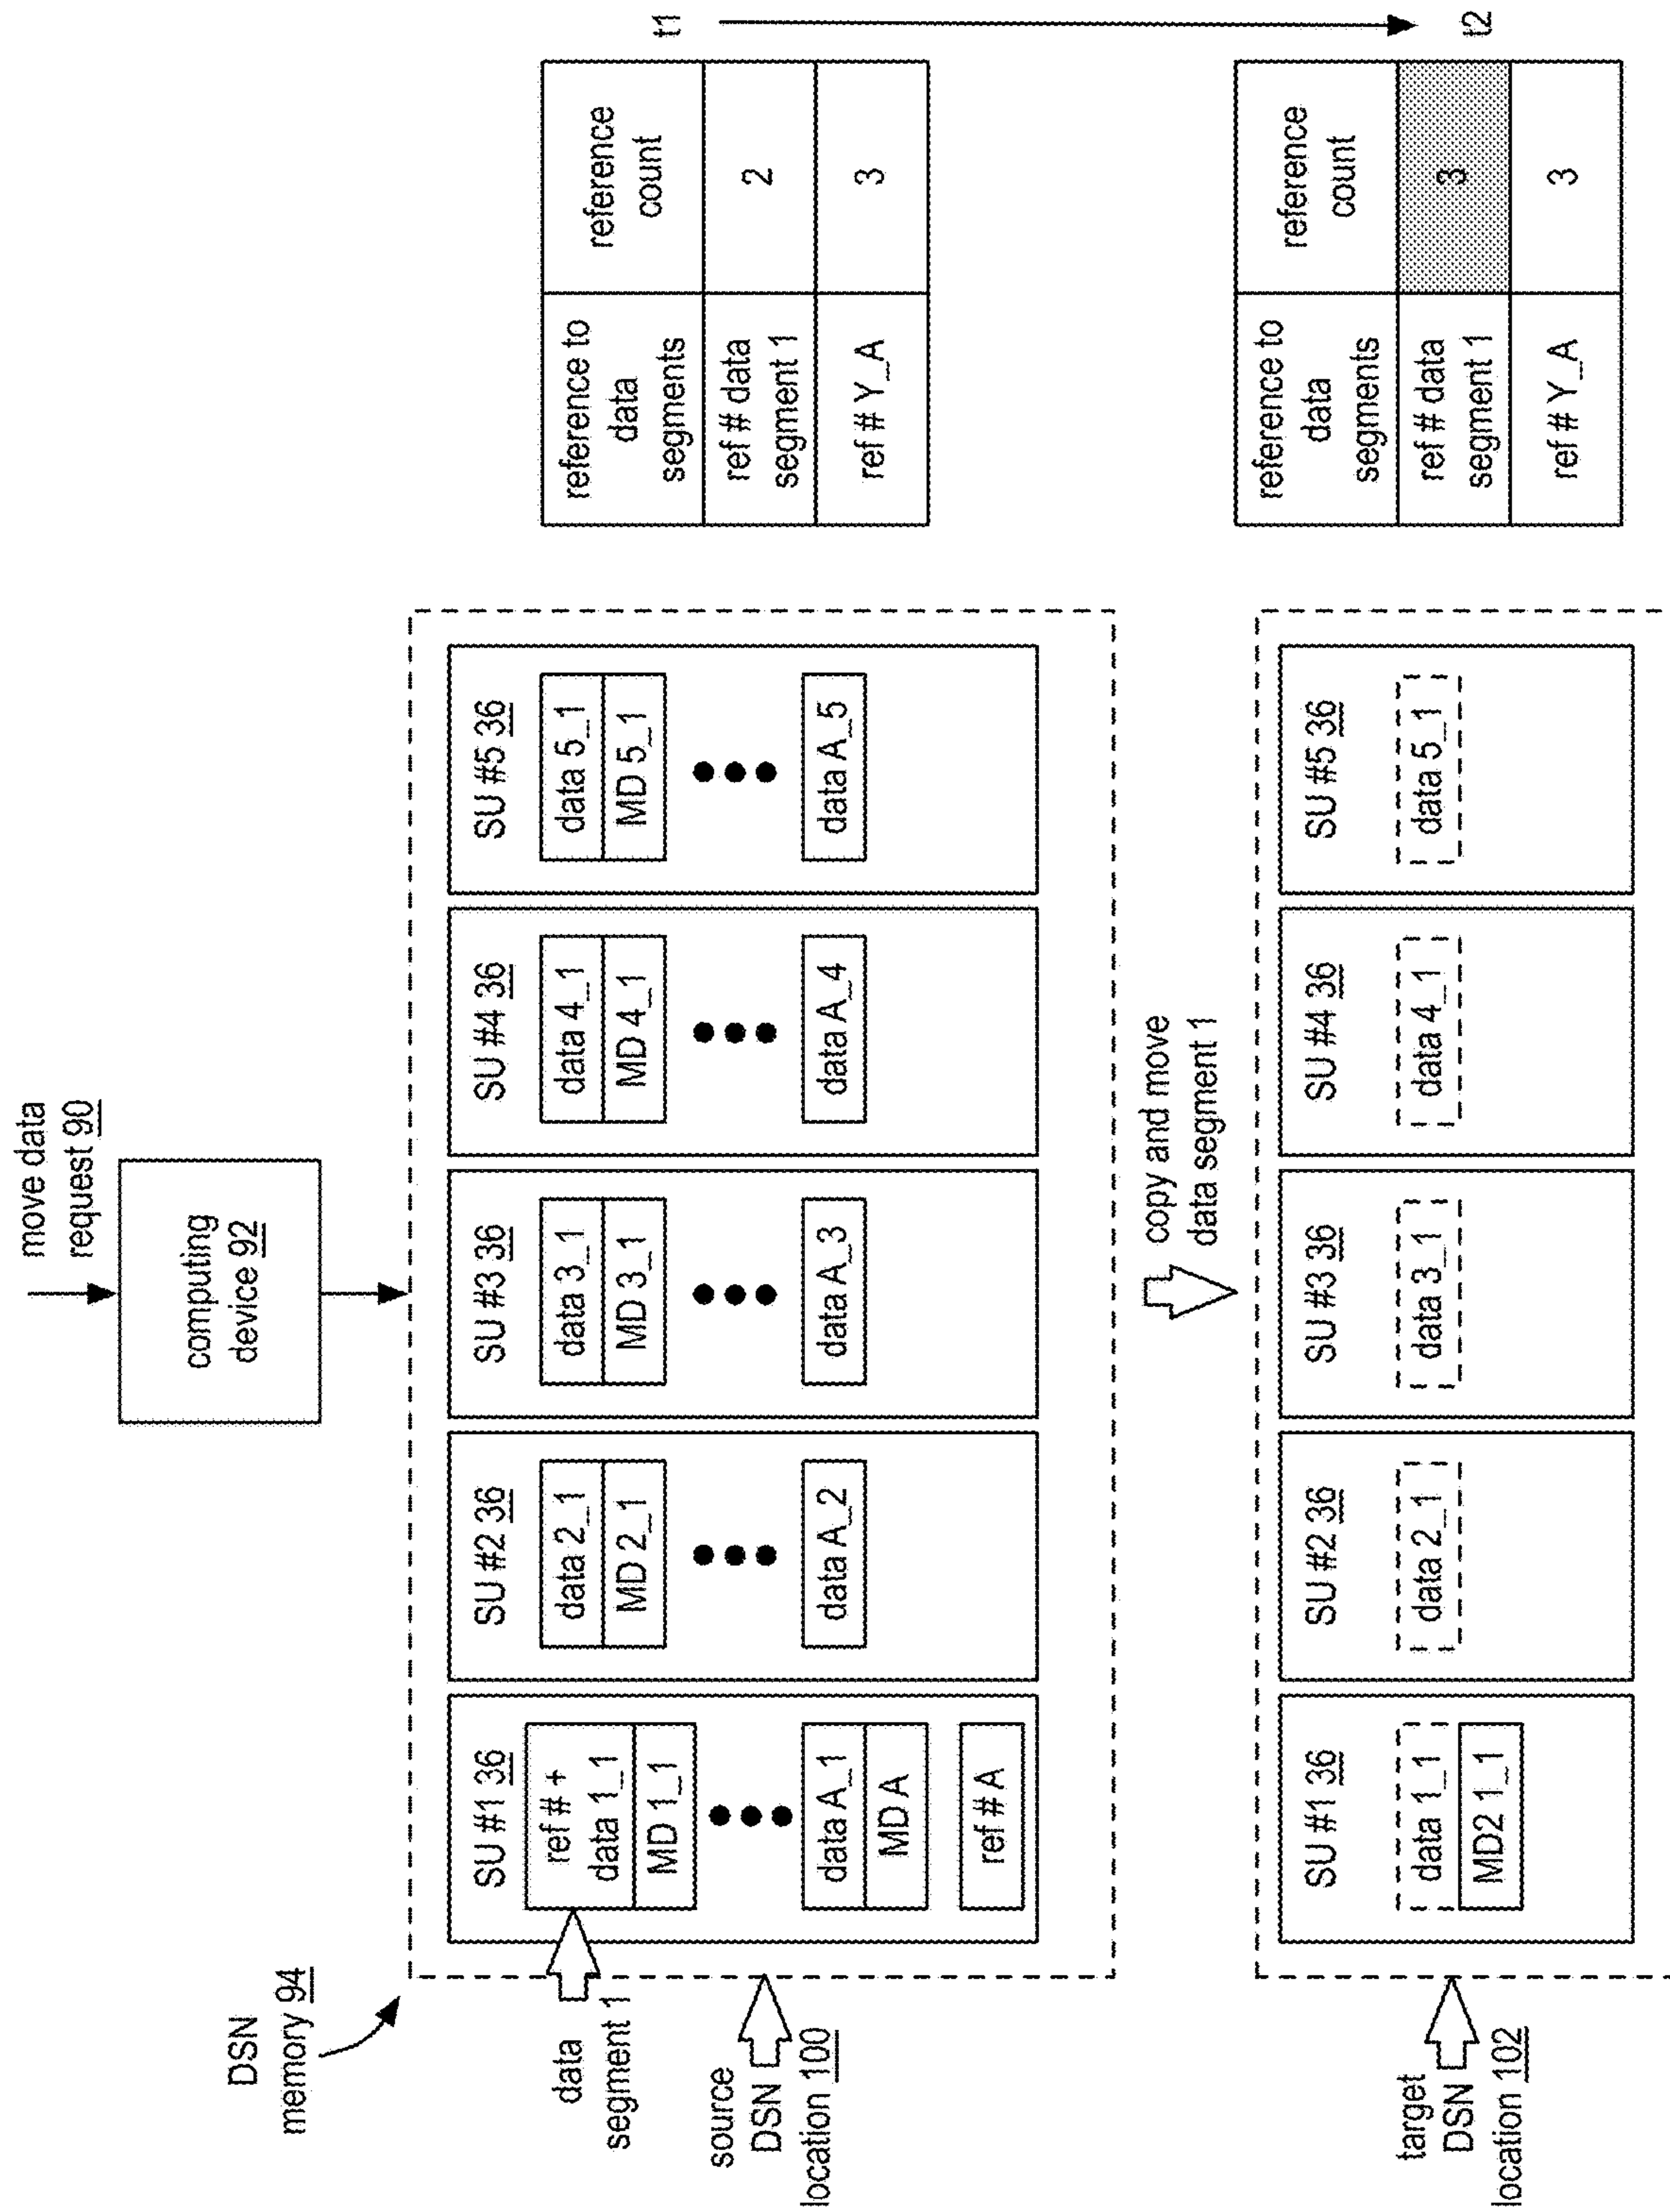 move data
request 90
computing
device 92
DSN
memory 94
data
segment 1
source
DSN
location 100
SU #1 36
ref # +
data 1_1
MD 1_1
data A_1
MD A
ref # A
SU #2 36
data 2_1
MD 2_1
data A_2
SU #3 36
data 3_1
MD 3_1
data A_3
SU #4 36
data 4_1
MD 4_1
data A_4
SU #5 36
data 5_1
MD 5_1
data A_5
reference to
data
segments
reference
count
ref # data
segment 1
2
ref # Y_A
3
t1
copy and move
data segment 1
target
DSN
location 102
SU #1 36
data 1_1
MD2 1_1
SU #2 36
data 2_1
SU #3 36
data 3_1
SU #4 36
data 4_1
SU #5 36
data 5_1
reference to
data
segments
reference
count
ref # data
segment 1
3
ref # Y_A
3
t2